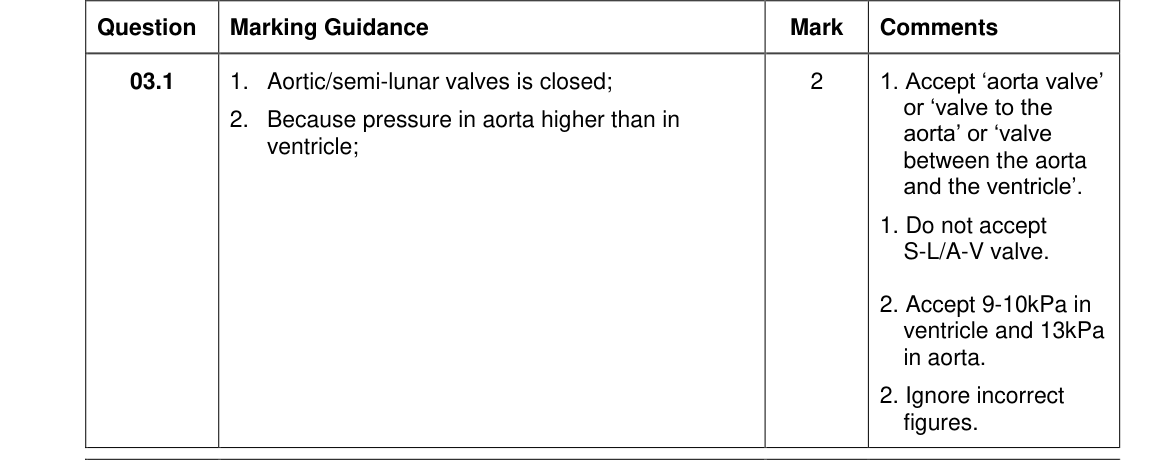 Question Marking Guidance Mark Comments
03.1
1. Aortic/semi-lunar valves is closed;
2. Because pressure in aorta higher than in
ventricle;
2
1. Accept ‘aorta valve’
or ‘valve to the
aorta’ or ‘valve
between the aorta
and the ventricle’.
1. Do not accept
S-L/A-V valve.
2. Accept 9-10kPa in
ventricle and 13kPa
in aorta.
2. Ignore incorrect
figures.